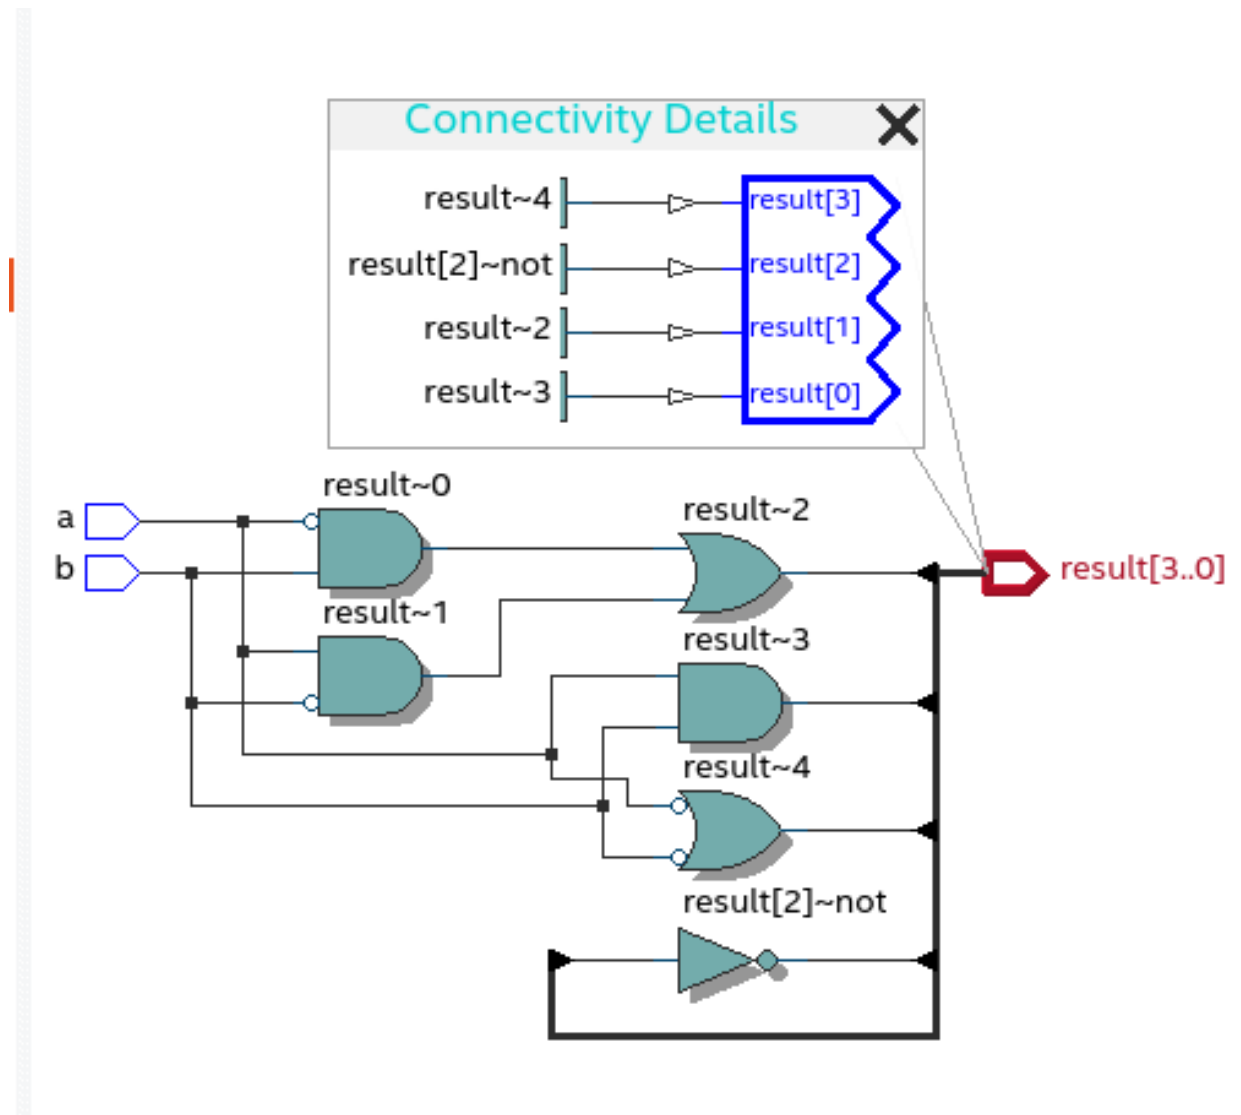 Connectivity Details
result~4
result[3]
result[2]~not
result[2]
result~2
result[1]
result~3
result[0]
result~0
a
result~2
b
result[3..0]
result~1
result~3
result~4
result[2]~not